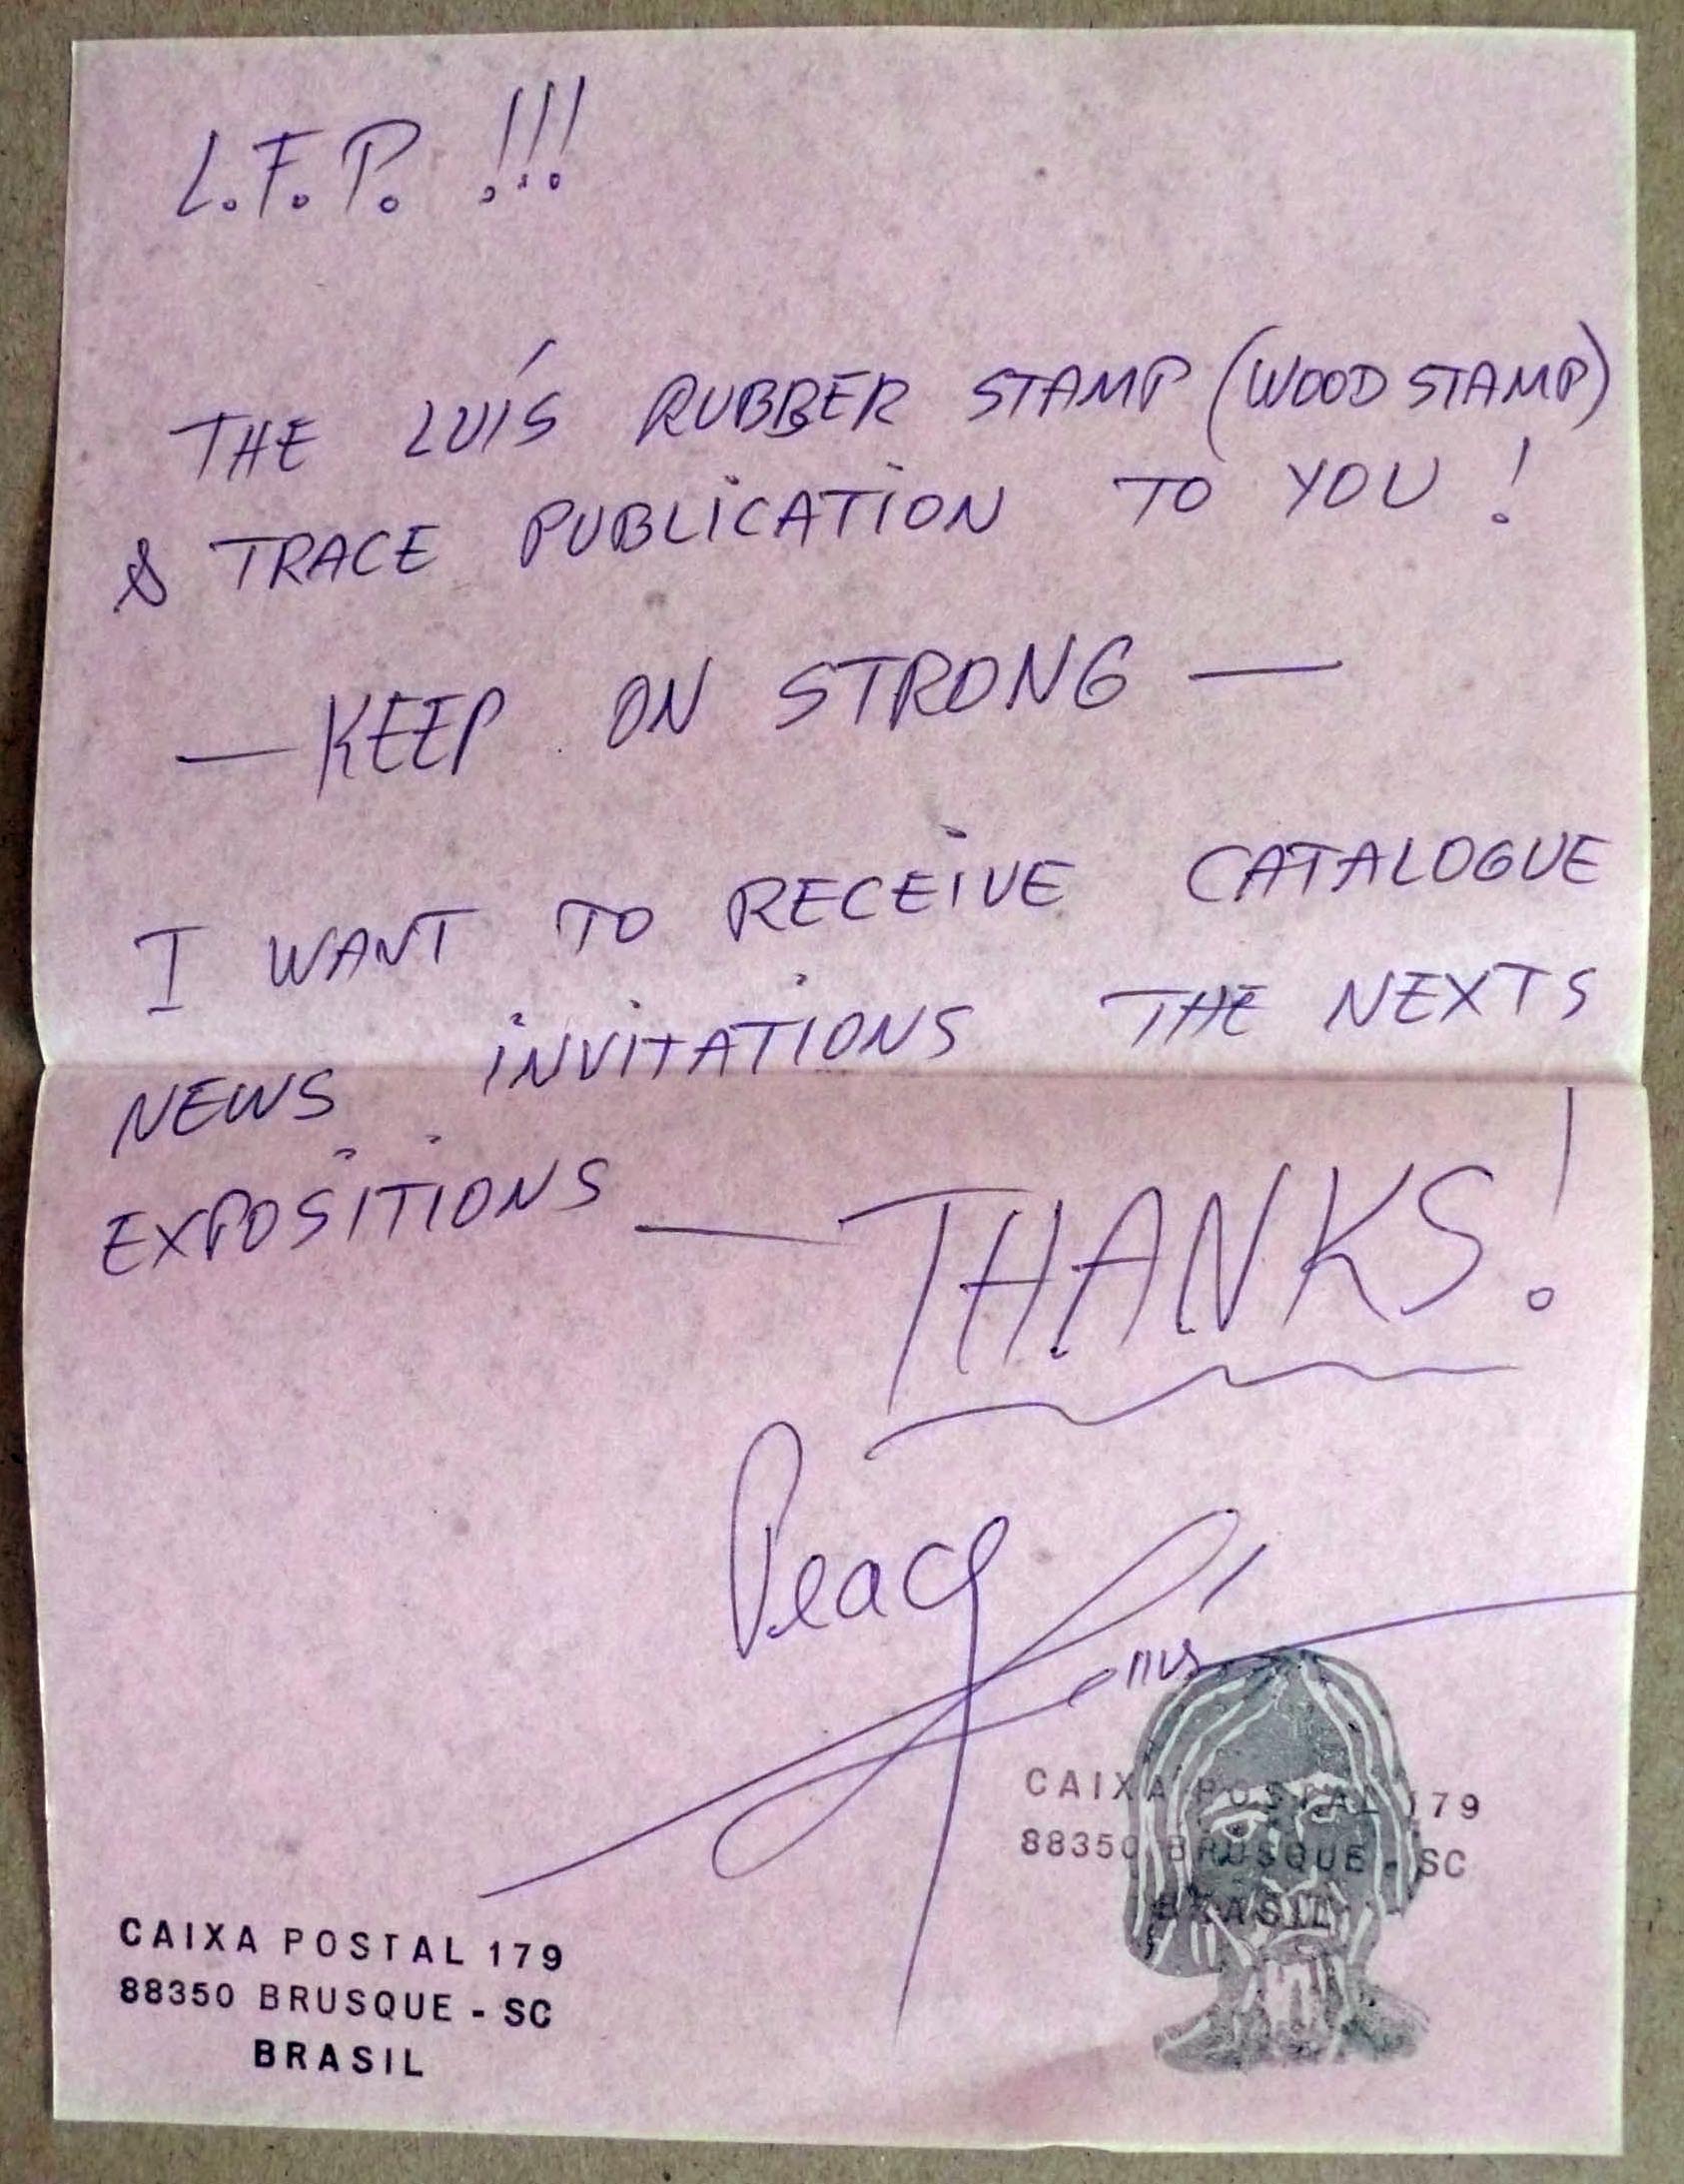 L.F.P. !!!
THE LUÍS RUBBER STAMP (WOOD STAMP)
& TRACE PUBLICATION TO YOU !
— KEEP ON STRONG —
I WANT TO RECEIVE CATALOGUE
NEWS INVITATIONS THE NEXTS
EXPOSITIONS — THANKS!
Peace
CAIXA POSTAL 179
88350 BRUSQUE - SC
BRASIL
CAIXA POSTAL 179
88350 BRUSQUE - SC
BRASIL